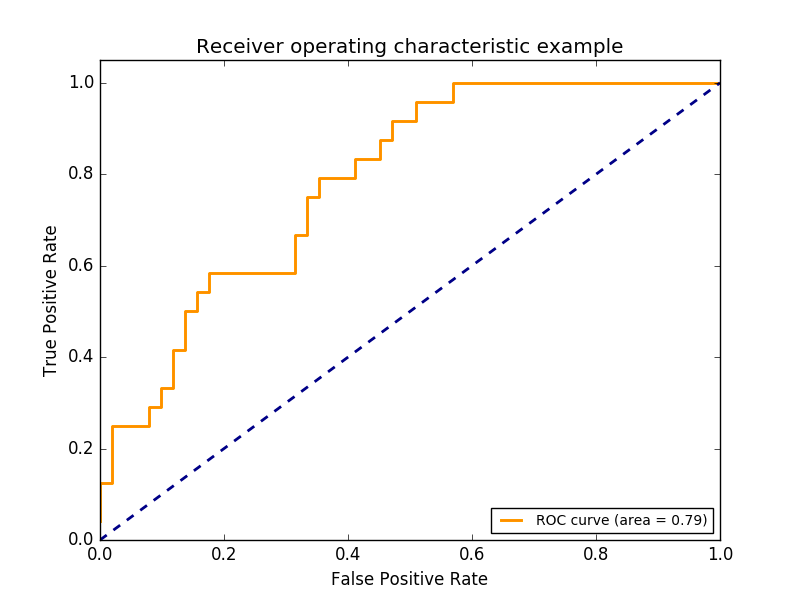 Receiver operating characteristic example
True Positive Rate
1.0
0.8
0.6
0.4
0.2
0.0
0.0 0.2 0.4 0.6 0.8 1.0
False Positive Rate
ROC curve (area = 0.79)